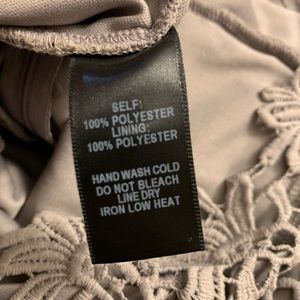 SELF:
100% POLYESTER
LINING:
100% POLYESTER
HAND WASH COLD
DO NOT BLEACH
LINE DRY
IRON LOW HEAT